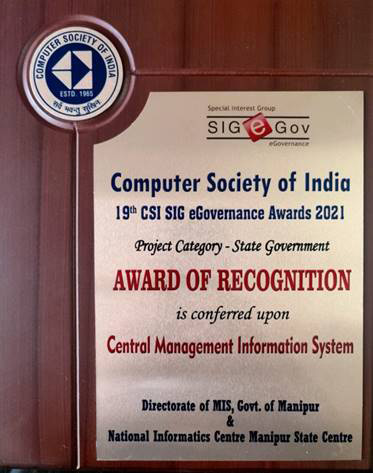 COMPUTER SOCIETY OF INDIA
ESTD. 1965
सर्वे भवन्तु सुखिनः
Special Interest Group
SIG e Gov
eGovernance
Computer Society of India
19th CSI SIG eGovernance Awards 2021
Project Category - State Government
AWARD OF RECOGNITION
is conferred upon
Central Management Information System
Directorate of MIS, Govt. of Manipur
&
National Informatics Centre Manipur State Centre